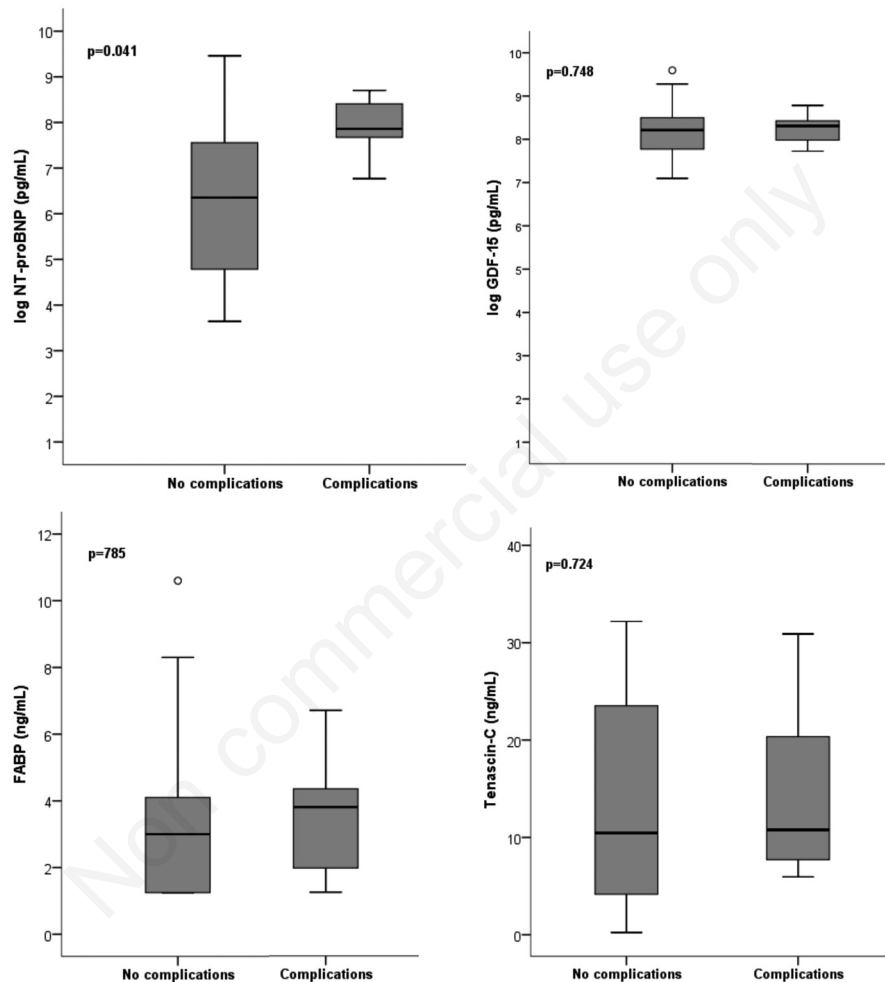 10
9
8
7
6
5
4
3
2
1
p=0.041
log NT-proBNP (pg/mL)
No complications Complications
10
9
8
7
6
5
4
3
2
1
p=0.748
log GDF-15 (pg/mL)
No complications Complications
12
10
8
6
4
2
0
p=785
FABP (ng/mL)
No complications Complications
40
30
20
10
0
p=0.724
Tenascin-C (ng/mL)
No complications Complications
Non commercial use only